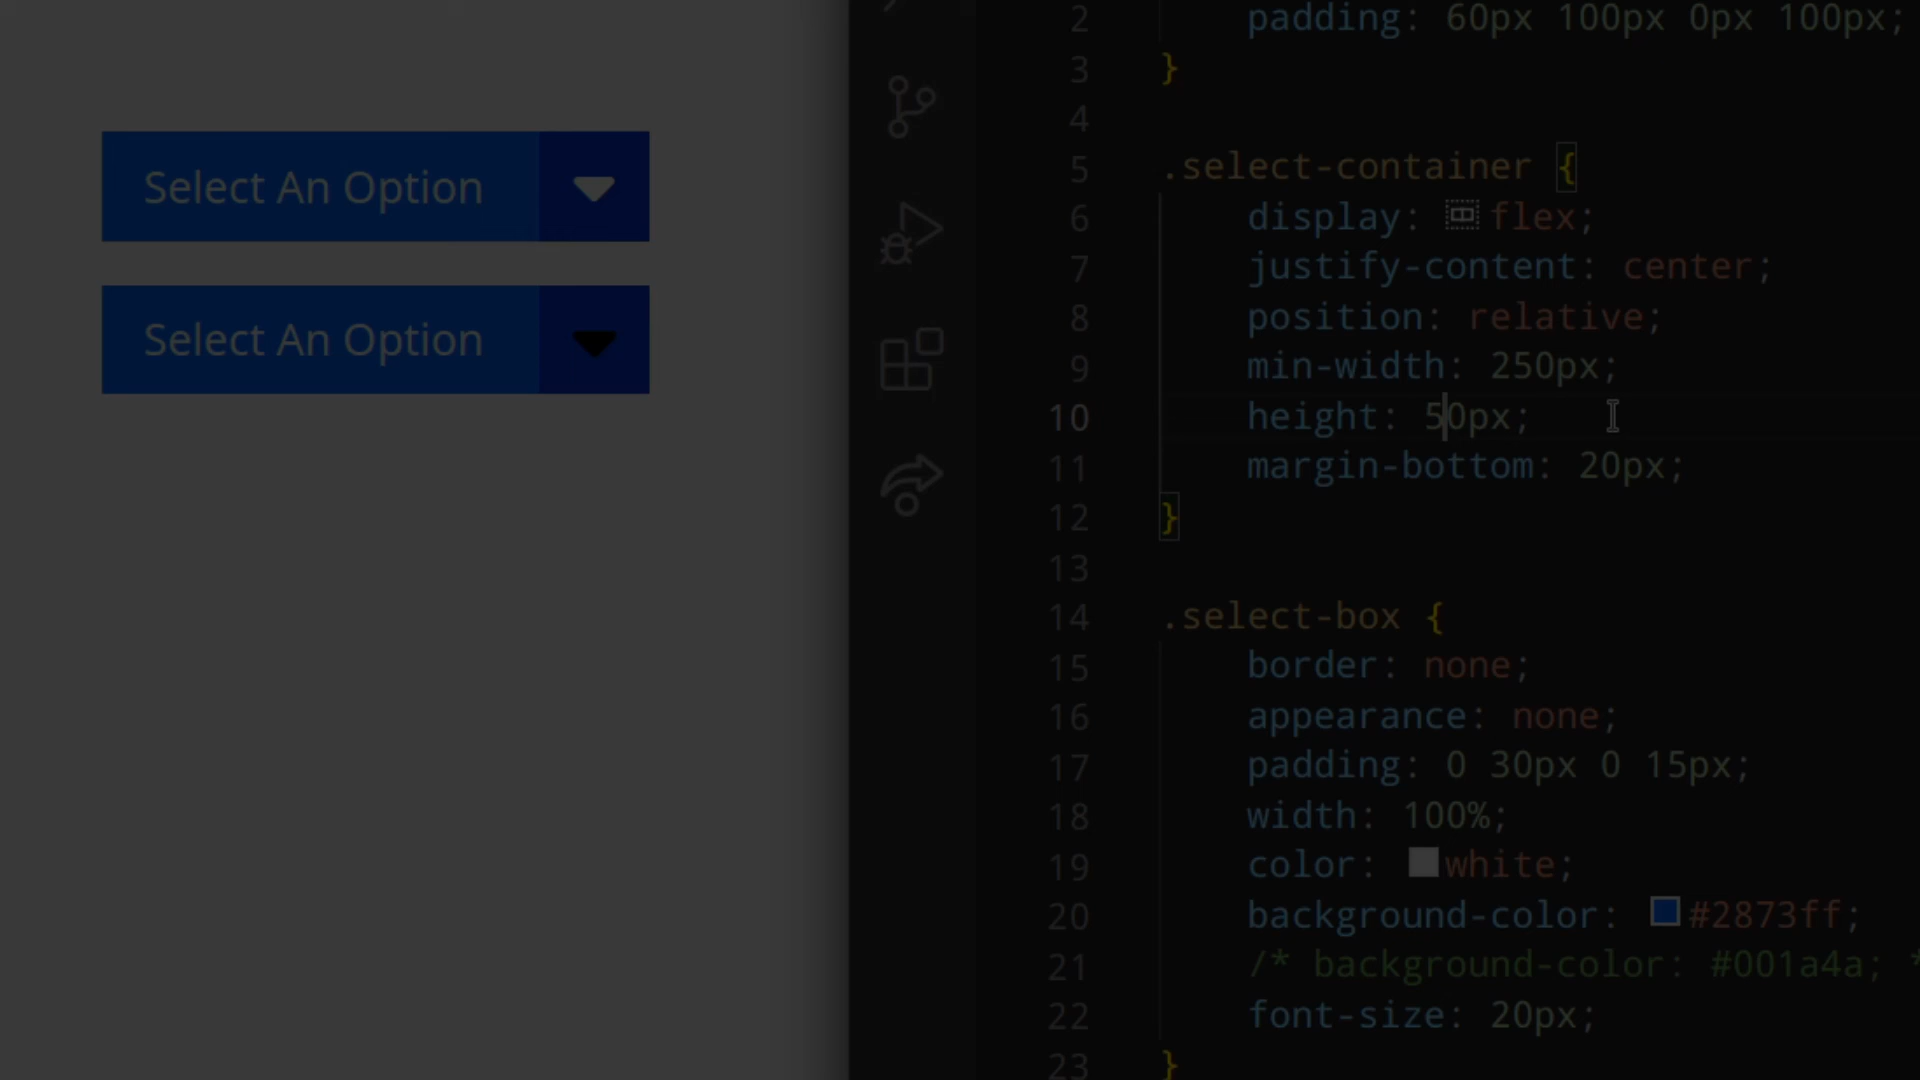 Select An Option
Select An Option
2 padding: 60px 100px 0px 100px;
3 }
4
5 .select-container {
6 display: flex;
7 justify-content: center;
8 position: relative;
9 min-width: 250px;
10 height: 50px;
11 margin-bottom: 20px;
12 }
13
14 .select-box {
15 border: none;
16 appearance: none;
17 padding: 0 30px 0 15px;
18 width: 100%;
19 color: white;
20 background-color: #2873ff;
21 /* background-color: #001a4a; *
22 font-size: 20px;
23 }